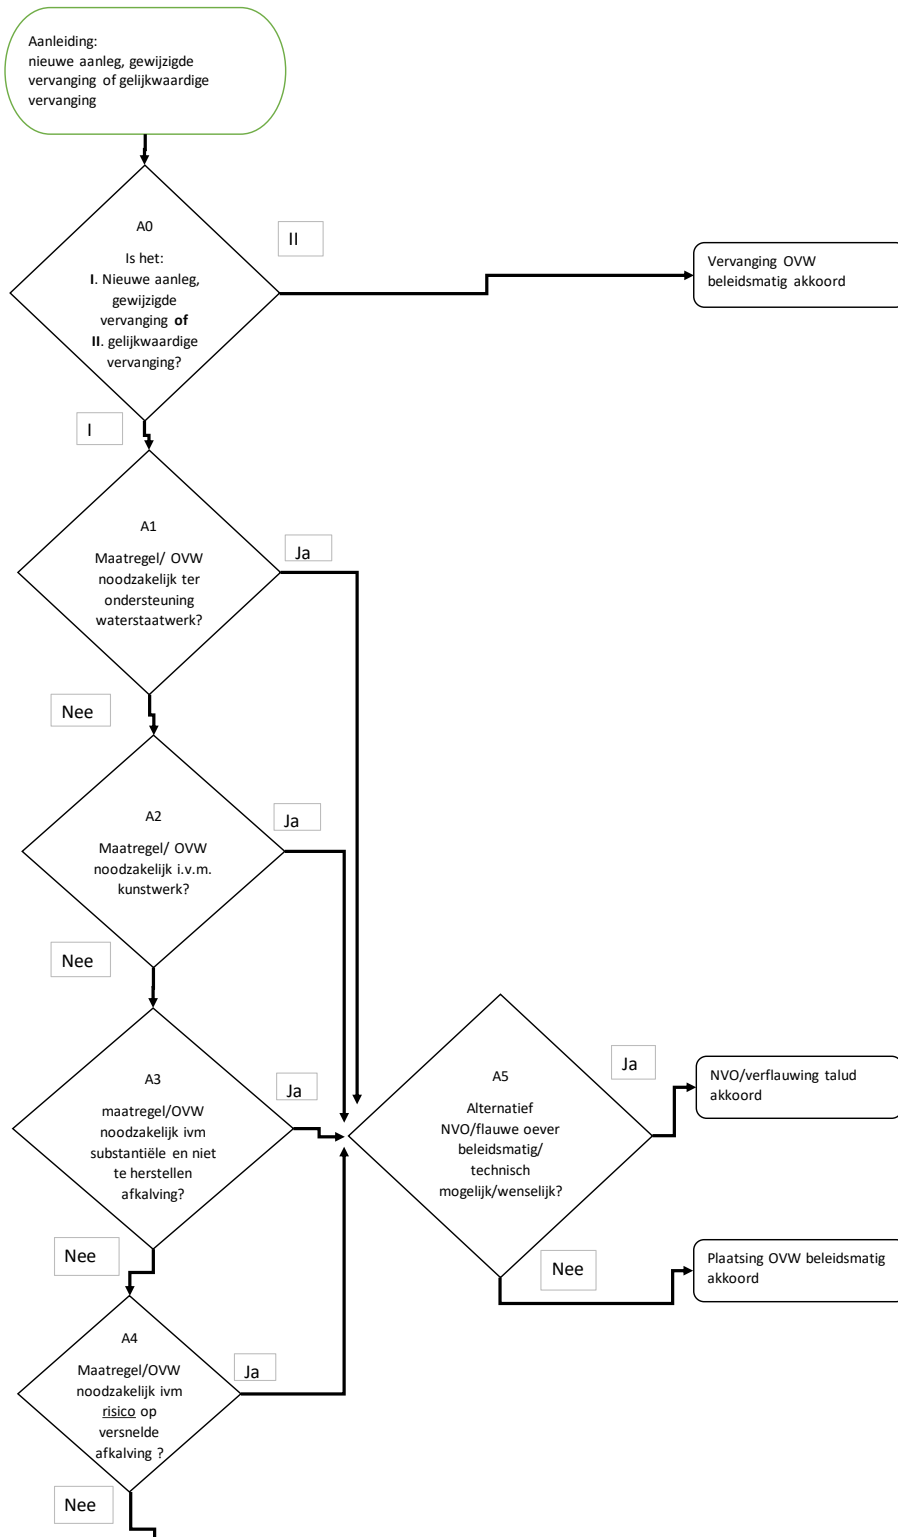 Aanleiding:
nieuwe aanleg, gewijzigde
vervanging of gelijkwaardige
vervanging
A0
Is het:
I. Nieuwe aanleg,
gewijzigde
vervanging of
II. gelijkwaardige
vervanging?
II
Vervanging OVW
beleidsmatig akkoord
I
A1
Maatregel/ OVW
noodzakelijk ter
ondersteuning
waterstaatwerk?
Ja
Nee
A2
Maatregel/ OVW
noodzakelijk i.v.m.
kunstwerk?
Ja
Nee
A3
maatregel/OVW
noodzakelijk ivm
substantiële en niet
te herstellen
afkalving?
Ja
Nee
A5
Alternatief
NVO/flauwe oever
beleidsmatig/
technisch
mogelijk/wenselijk?
Ja
NVO/verflauwing talud
akkoord
Nee
Plaatsing OVW beleidsmatig
akkoord
A4
Maatregel/OVW
noodzakelijk ivm
risico op
versnelde
afkalving ?
Ja
Nee